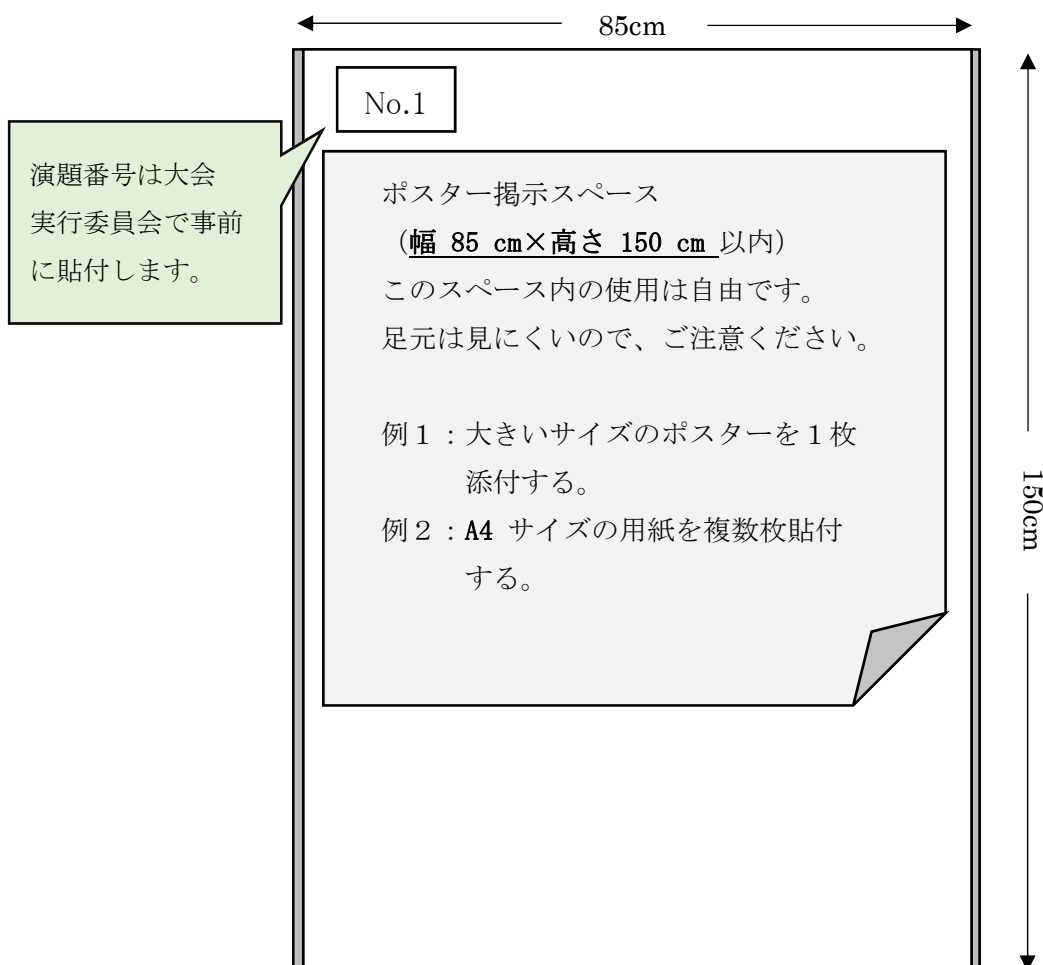 85cm
No.1
演題番号は大会
実行委員会で事前
に貼付します。
ポスター掲示スペース
（幅 85 cm×高さ 150 cm 以内）
このスペース内の使用は自由です。
足元は見にくいので、ご注意ください。
例１：大きいサイズのポスターを１枚
添付する。
例２：A4 サイズの用紙を複数枚貼付
する。
150cm